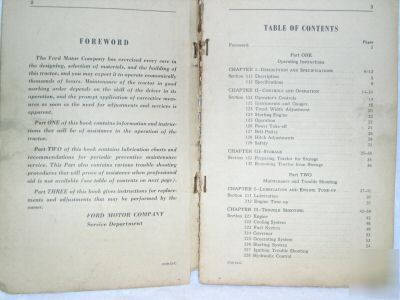 2
FOREWORD
The Ford Motor Company has exercised every care in
the designing, selection of materials, and the building of
this tractor, and you may expect it to operate economically
thousands of hours. Maintenance of the tractor in good
working order depends on the skill of the driver in its
operation, and the prompt application of corrective meas-
ures as soon as the need for adjustments and services is
apparent.
Part ONE of this book contains information and instruc-
tions that will be of assistance in the operation of the
tractor.
Part TWO of this book contains lubrication charts and
recommendations for periodic preventive maintenance
service. This Part also contains various trouble shooting
procedures that will prove of assistance when professional
aid is not available (see table of contents on next page).
Part THREE of this book gives instructions for replace-
ments and adjustments that may be performed by the
owner.
FORD MOTOR COMPANY
Service Department
3
TABLE OF CONTENTS
Pages
Foreword 2
Part ONE
Operating Instructions
CHAPTER I—DESCRIPTION AND SPECIFICATIONS
Section 111 Description
112 Specifications
CHAPTER II—CONTROLS AND OPERATION
Section 121 Operator's Controls
122 Instruments and Gauges
123 Tread Width Adjustment
124 Starting Engine
125 Operation
126 Power Take-off
127 Belt Pulley
128 Hitch Adjustments
129 Safety
CHAPTER III—STORAGE
Section 131 Preparing Tractor for Storage
132 Removing Tractor from Storage
Part TWO
Maintenance and Trouble Shooting
CHAPTER I—LUBRICATION AND ENGINE TUNE-UP
Section 211 Lubrication
212 Engine Tune-up
CHAPTER II—TROUBLE SHOOTING
Section 221 Engine
222 Cooling System
223 Fuel System
224 Governor
225 Generating System
226 Starting System
227 Ignition Trouble Shooting
228 Hydraulic Control